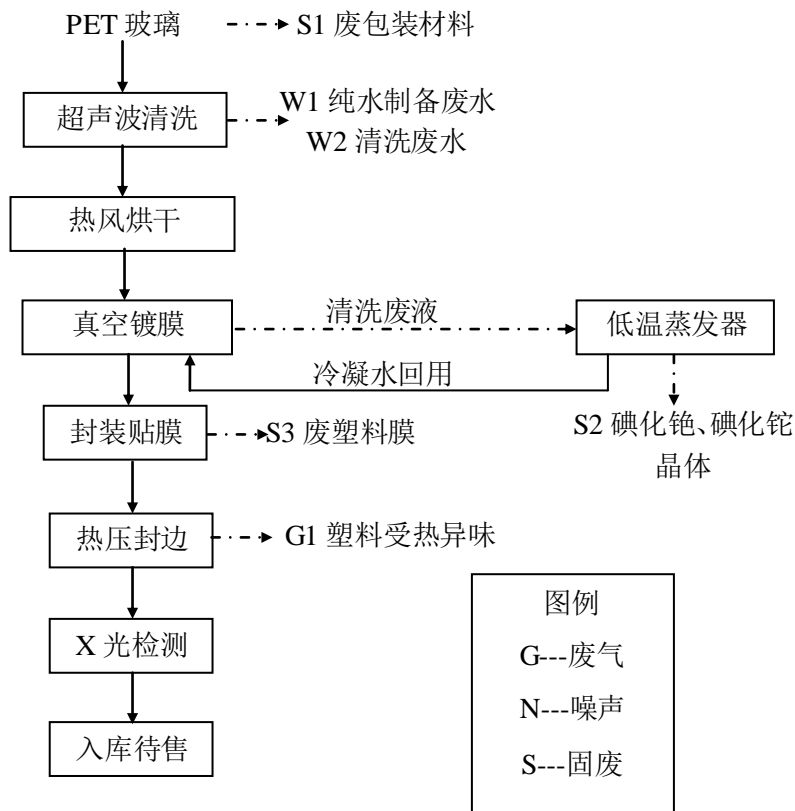 PET 玻璃
S1 废包装材料
超声波清洗
W1 纯水制备废水
W2 清洗废水
热风烘干
真空镀膜
清洗废液
低温蒸发器
冷凝水回用
封装贴膜
S3 废塑料膜
S2 碘化铯、碘化铊
晶体
热压封边
G1 塑料受热异味
X 光检测
入库待售
图例
G---废气
N---噪声
S---固废